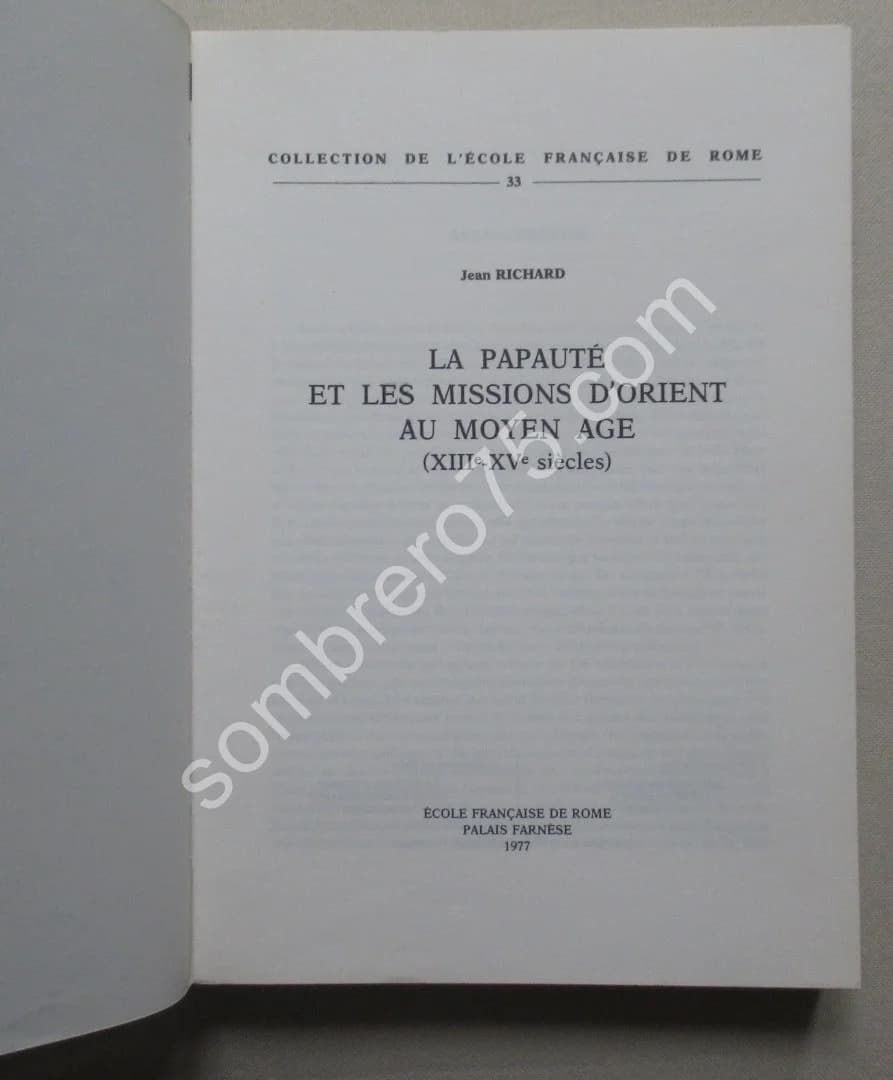 COLLECTION DE L'ÉCOLE FRANÇAISE DE ROME
33
Jean RICHARD
LA PAPAUTÉ
ET LES MISSIONS D'ORIENT
AU MOYEN AGE
(XIIIe-XVe siècles)
ÉCOLE FRANÇAISE DE ROME
PALAIS FARNÈSE
1977
sombrero75.com